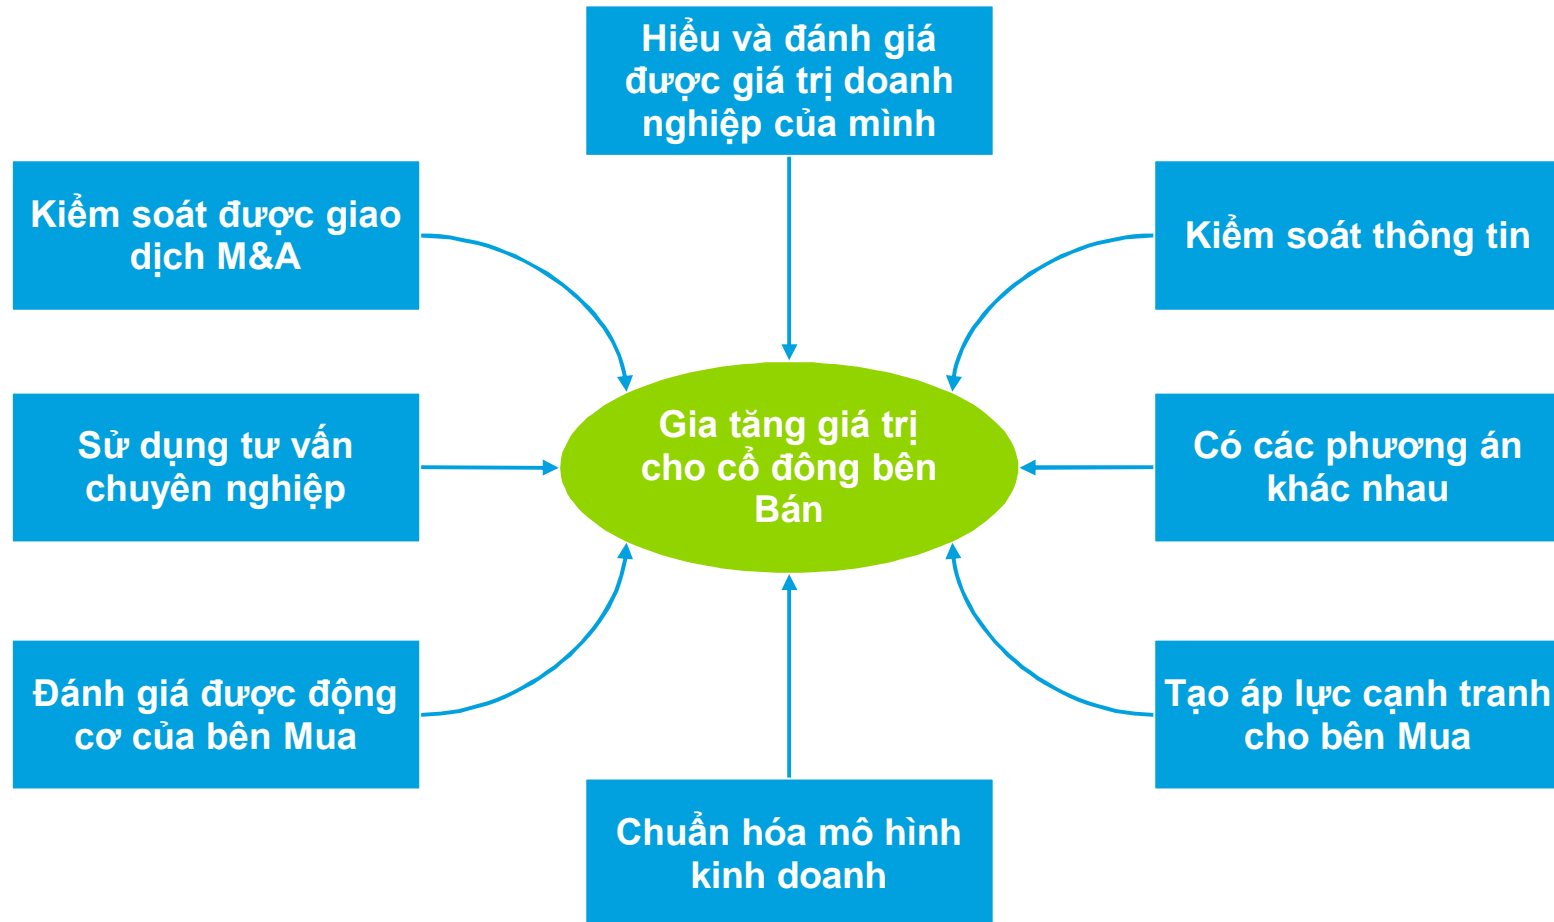 Hiểu và đánh giá
được giá trị doanh
nghiệp của mình
Kiểm soát được giao
dịch M&A
Kiểm soát thông tin
Gia tăng giá trị
cho cổ đông bên
Bán
Sử dụng tư vấn
chuyên nghiệp
Có các phương án
khác nhau
Đánh giá được động
cơ của bên Mua
Tạo áp lực cạnh tranh
cho bên Mua
Chuẩn hóa mô hình
kinh doanh